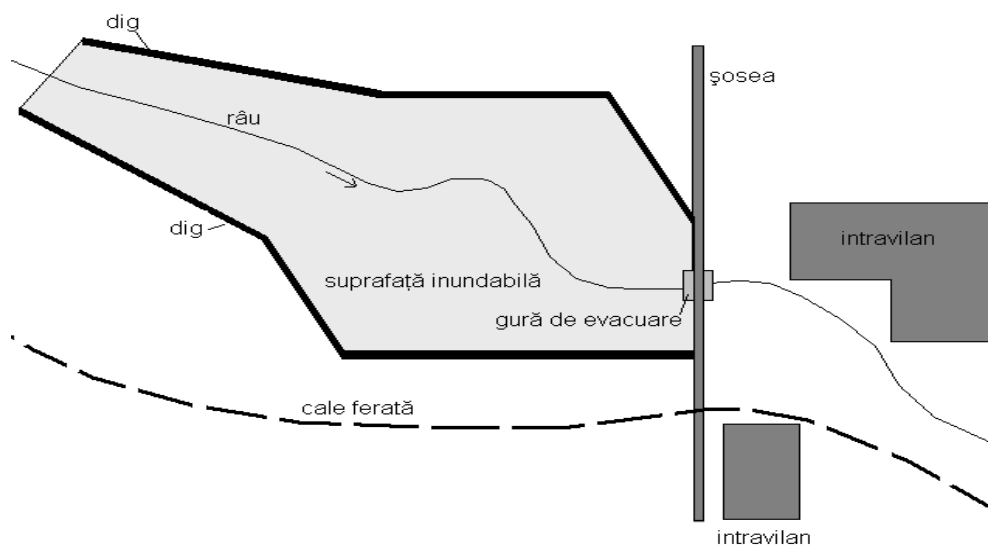 dig
şosea
râu
dig
intravilan
suprafaţă inundabilă
gură de evacuare
cale ferată
intravilan